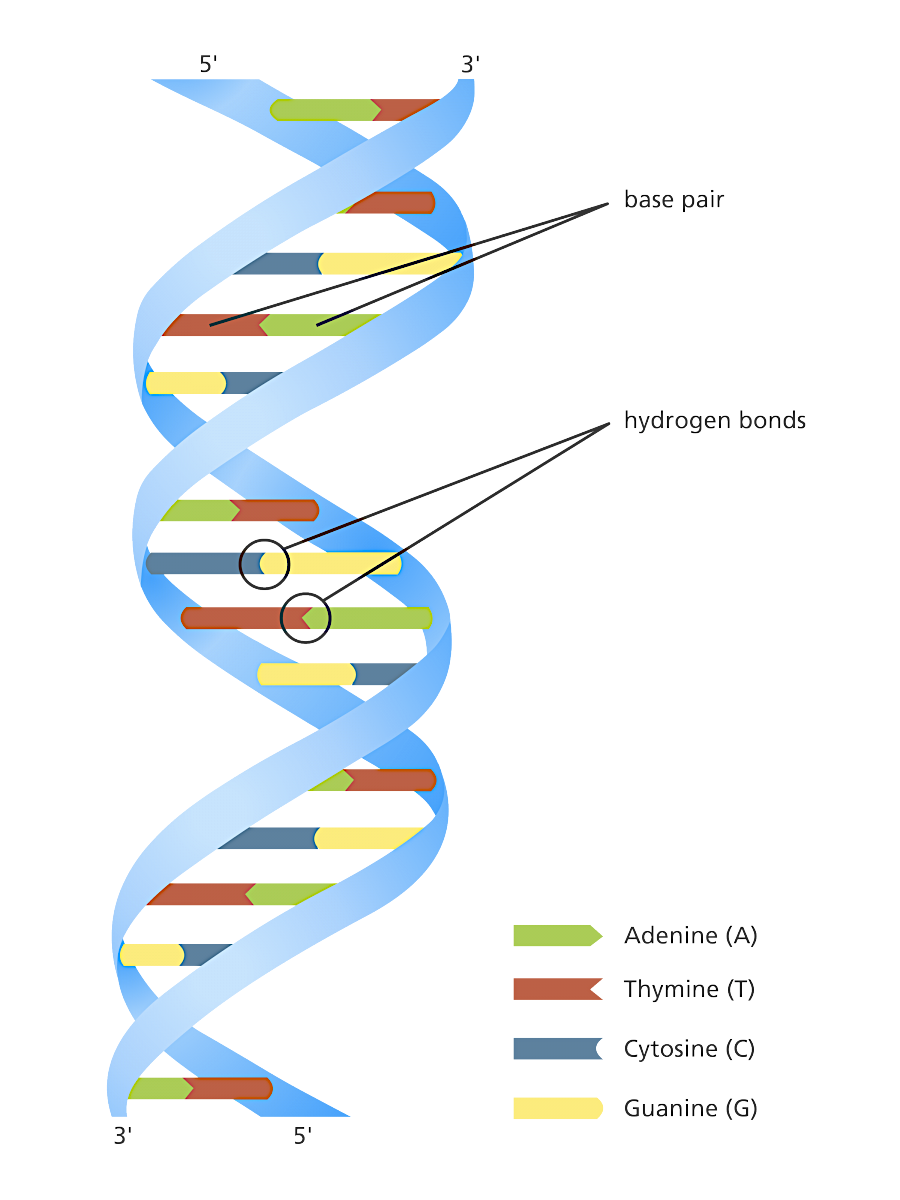 5' 3'
base pair
hydrogen bonds
Adenine (A)
Thymine (T)
Cytosine (C)
Guanine (G)
3' 5'